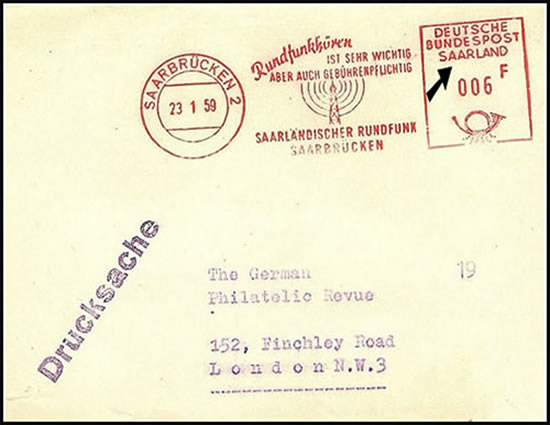 SAARBRÜCKEN 2
23 1 59
Rundfunkhören
IST SEHR WICHTIG
ABER AUCH GEBÜHRENPFLICHTIG
SAARLÄNDISCHER RUNDFUNK
SAARBRÜCKEN
DEUTSCHE
BUNDESPOST
SAARLAND
006 F
Drucksache
The German 19
Philatelic Revue
152, Finchley Road
London N.W.3